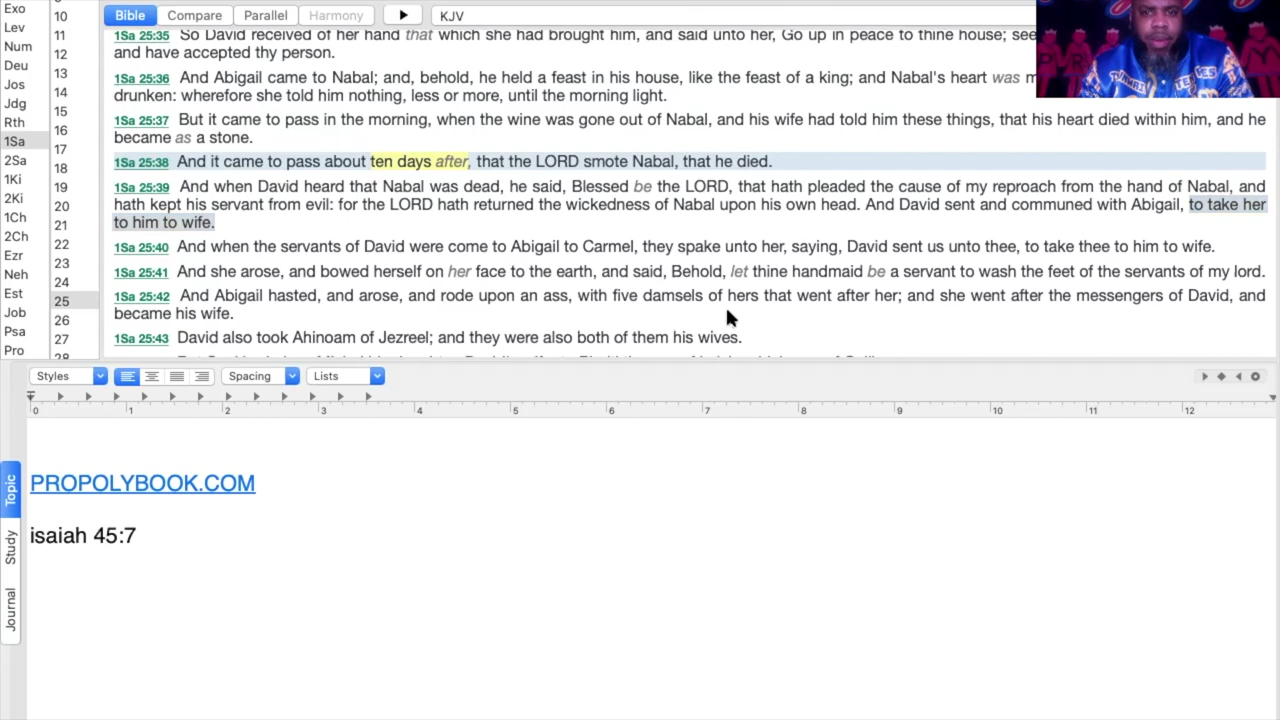 Exo
Lev
Num
Deu
Jos
Jdg
Rth
1Sa
2Sa
1Ki
2Ki
1Ch
2Ch
Ezr
Neh
Est
Job
Psa
Pro
10
11
12
13
14
15
16
17
18
19
20
21
22
23
24
25
26
27
28
Bible Compare Parallel Harmony KJV
1Sa 25:35 So David received of her hand that which she had brought him, and said unto her, Go up in peace to thine house; see
and have accepted thy person.
1Sa 25:36 And Abigail came to Nabal; and, behold, he held a feast in his house, like the feast of a king; and Nabal's heart was
drunken: wherefore she told him nothing, less or more, until the morning light.
1Sa 25:37 But it came to pass in the morning, when the wine was gone out of Nabal, and his wife had told him these things, that his heart died within him, and he
became as a stone.
1Sa 25:38 And it came to pass about ten days after, that the LORD smote Nabal, that he died.
1Sa 25:39 And when David heard that Nabal was dead, he said, Blessed be the LORD, that hath pleaded the cause of my reproach from the hand of Nabal, and
hath kept his servant from evil: for the LORD hath returned the wickedness of Nabal upon his own head. And David sent and communed with Abigail, to take her
to him to wife.
1Sa 25:40 And when the servants of David were come to Abigail to Carmel, they spake unto her, saying, David sent us unto thee, to take thee to him to wife.
1Sa 25:41 And she arose, and bowed herself on her face to the earth, and said, Behold, let thine handmaid be a servant to wash the feet of the servants of my lord.
1Sa 25:42 And Abigail hasted, and arose, and rode upon an ass, with five damsels of hers that went after her; and she went after the messengers of David, and
became his wife.
1Sa 25:43 David also took Ahinoam of Jezreel; and they were also both of them his wives.
Styles Spacing Lists
0 1 2 3 4 5 6 7 8 9 10 11 12
Topic
Study
Journal
PROPOLYBOOK.COM
isaiah 45:7